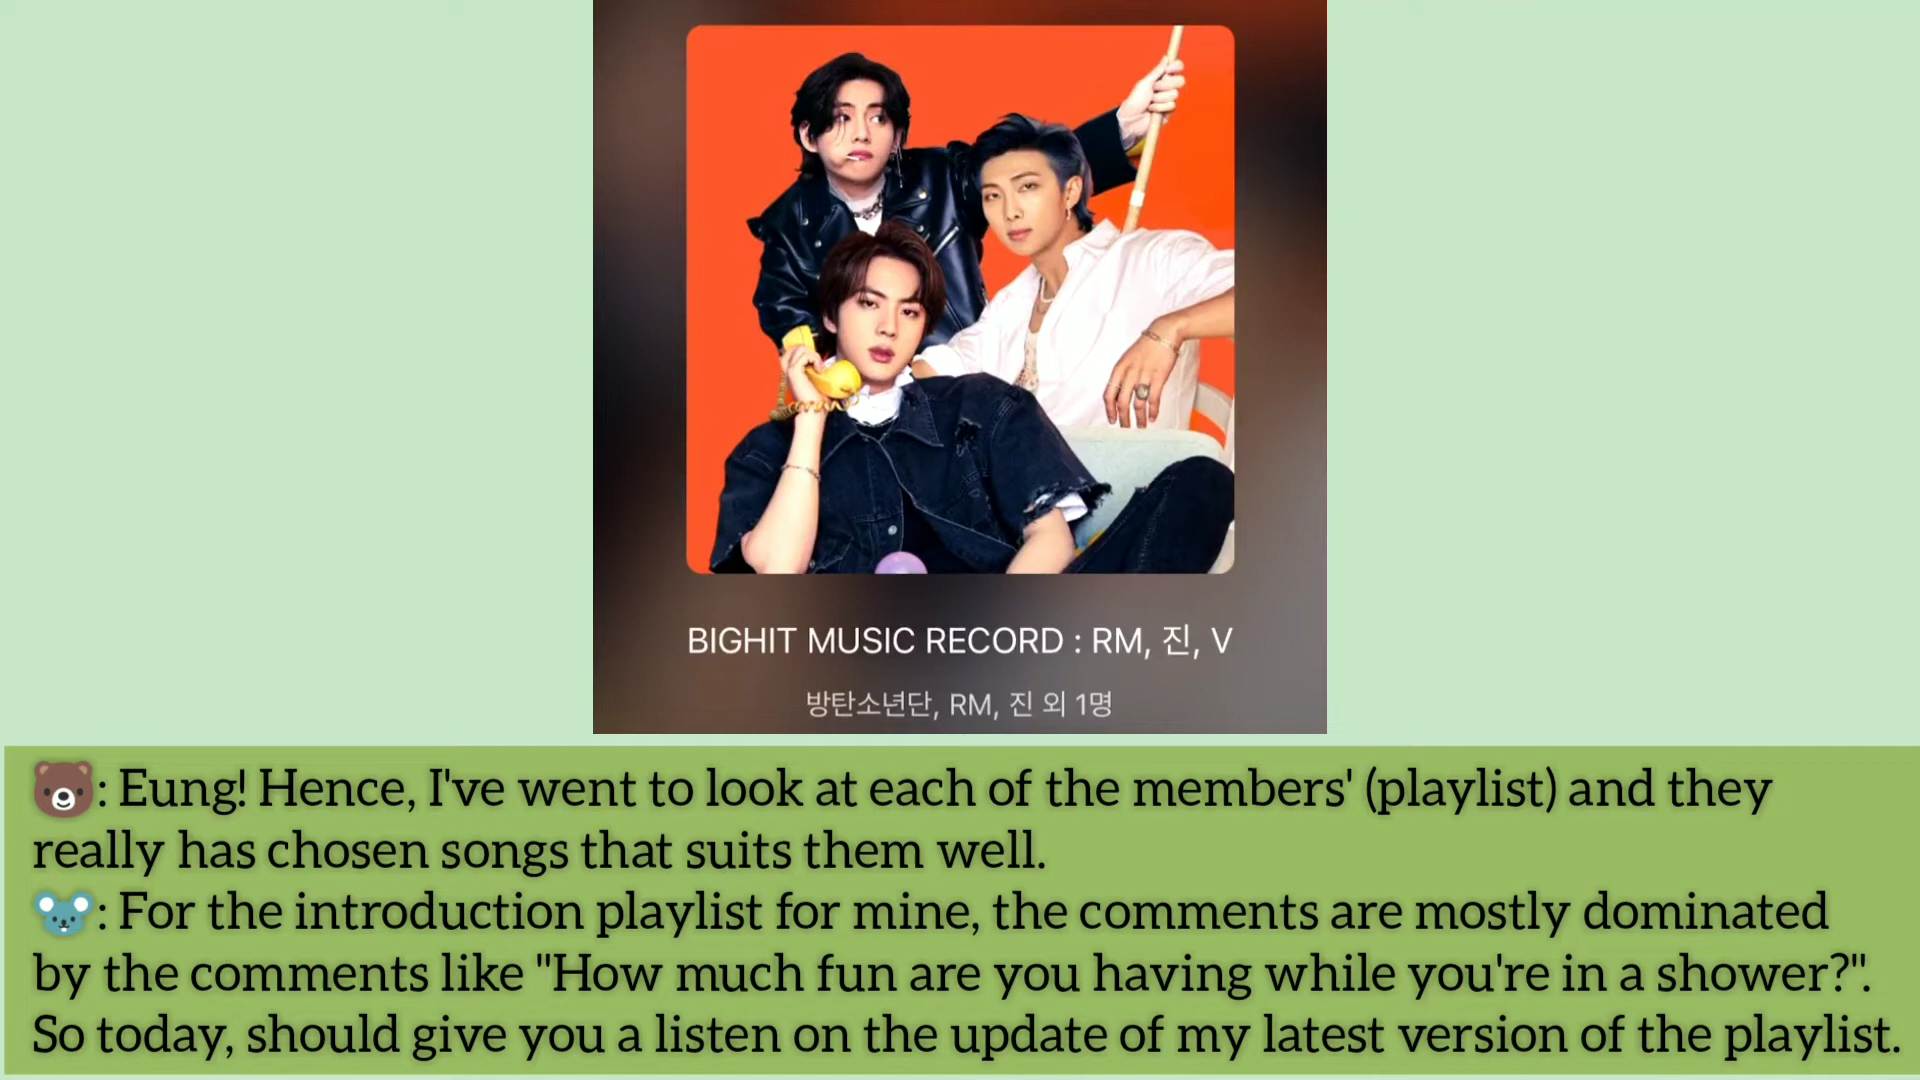 BIGHIT MUSIC RECORD : RM, 진, V
방탄소년단, RM, 진 외 1명
🐻: Eung! Hence, I've went to look at each of the members' (playlist) and they
really has chosen songs that suits them well.
🐭: For the introduction playlist for mine, the comments are mostly dominated
by the comments like "How much fun are you having while you're in a shower?".
So today, should give you a listen on the update of my latest version of the playlist.